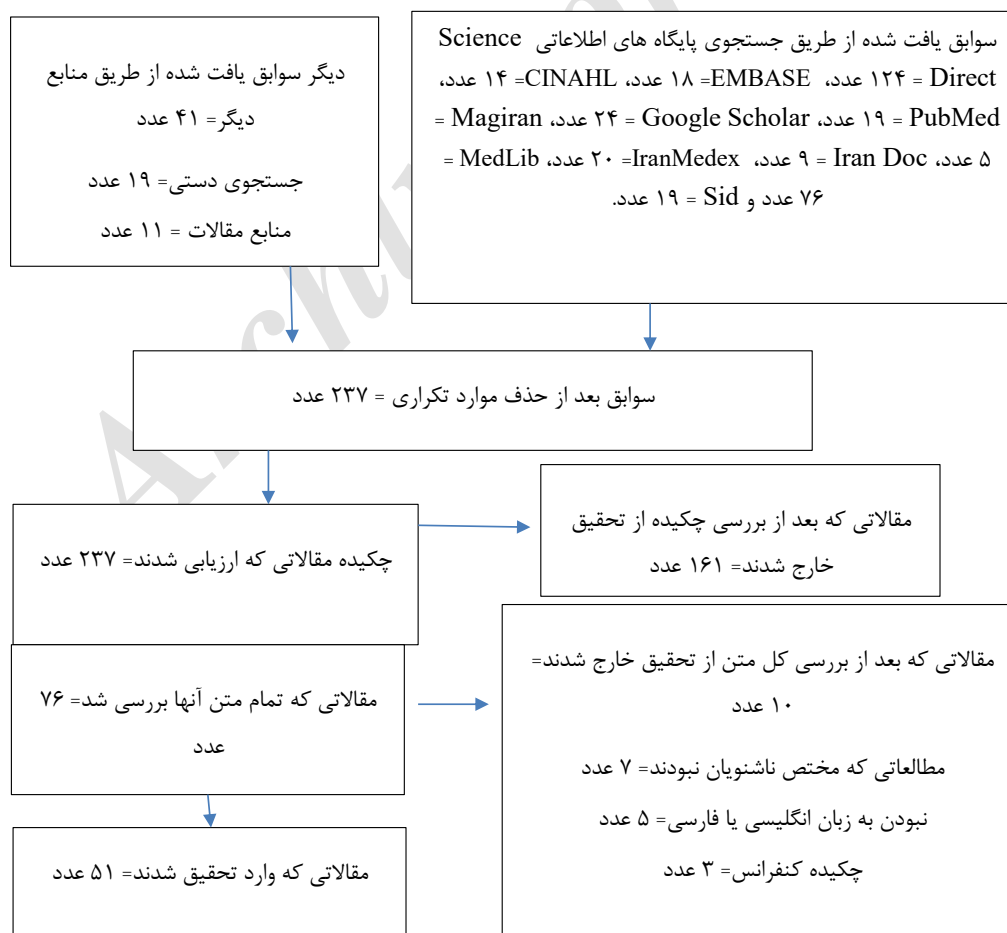 سوابق یافت شده از طریق جستجوی پایگاه های اطلاعاتی Science
Direct = ۱۲۴ عدد، EMBASE= ۱۸ عدد، CINAHL= ۱۴ عدد،
PubMed = ۱۹ عدد، Google Scholar = ۲۴ عدد، Magiran =
۵ عدد، Iran Doc = ۹ عدد، IranMedex= ۲۰ عدد، MedLib =
۷۶ عدد و Sid = ۱۹ عدد.
دیگر سوابق یافت شده از طریق منابع
دیگر= ۴۱ عدد
جستجوی دستی= ۱۹ عدد
منابع مقالات = ۱۱ عدد
سوابق بعد از حذف موارد تکراری = ۲۳۷ عدد
چکیده مقالاتی که ارزیابی شدند= ۲۳۷ عدد
مقالاتی که بعد از بررسی چکیده از تحقیق
خارج شدند= ۱۶۱ عدد
مقالاتی که تمام متن آنها بررسی شد= ۷۶
عدد
مقالاتی که بعد از بررسی کل متن از تحقیق خارج شدند=
۱۰ عدد
مطالعاتی که مختص ناشنویان نبودند= ۷ عدد
نبودن به زبان انگلیسی یا فارسی= ۵ عدد
چکیده کنفرانس= ۳ عدد
مقالاتی که وارد تحقیق شدند= ۵۱ عدد